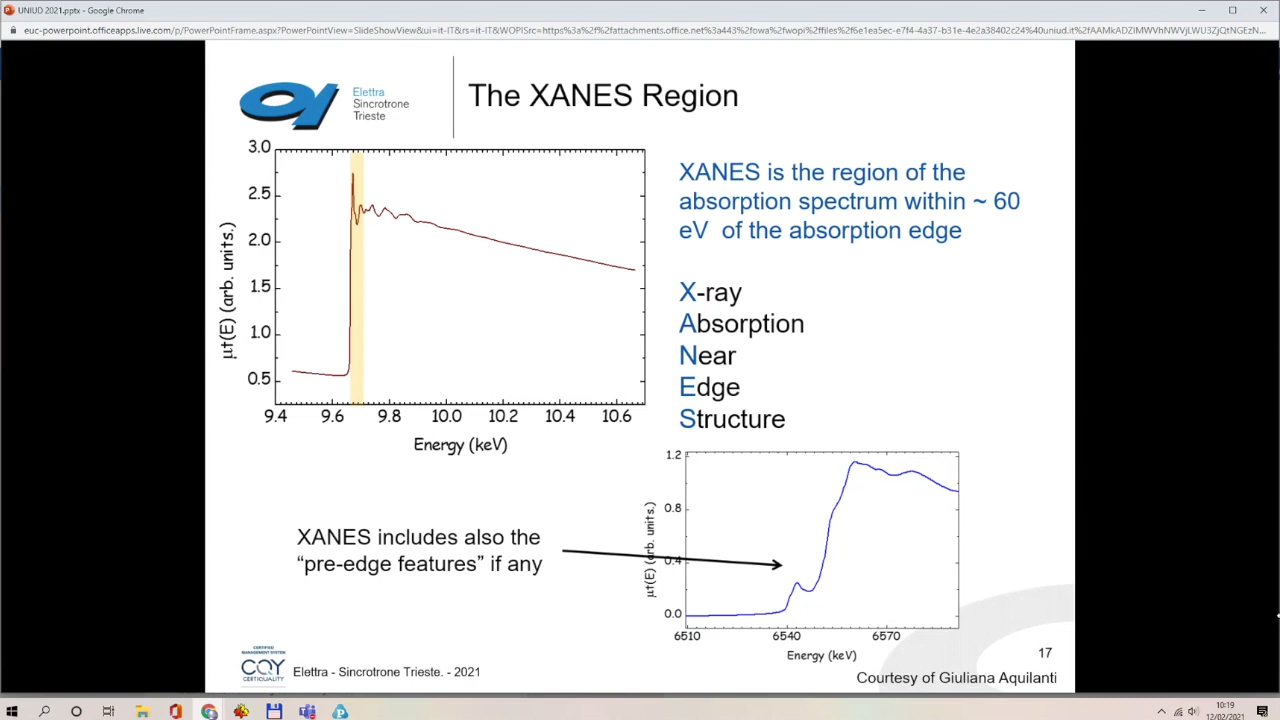 UNIUD 2021.pptx - Google Chrome
Elettra
Sincrotrone
Trieste
The XANES Region
3.0
2.5
2.0
1.5
1.0
0.5
μt(E) (arb. units.)
9.4 9.6 9.8 10.0 10.2 10.4 10.6
Energy (keV)
XANES is the region of the
absorption spectrum within ~ 60
eV of the absorption edge
X-ray
Absorption
Near
Edge
Structure
XANES includes also the
“pre-edge features” if any
1.2
0.8
0.4
0.0
μt(E) (arb. units.)
6510 6540 6570
Energy (keV)
CERTIFIED
MANAGEMENT SYSTEM
CQY
CERTIQUALITY
Elettra - Sincrotrone Trieste. - 2021
17
Courtesy of Giuliana Aquilanti
10:19
12/02/2021